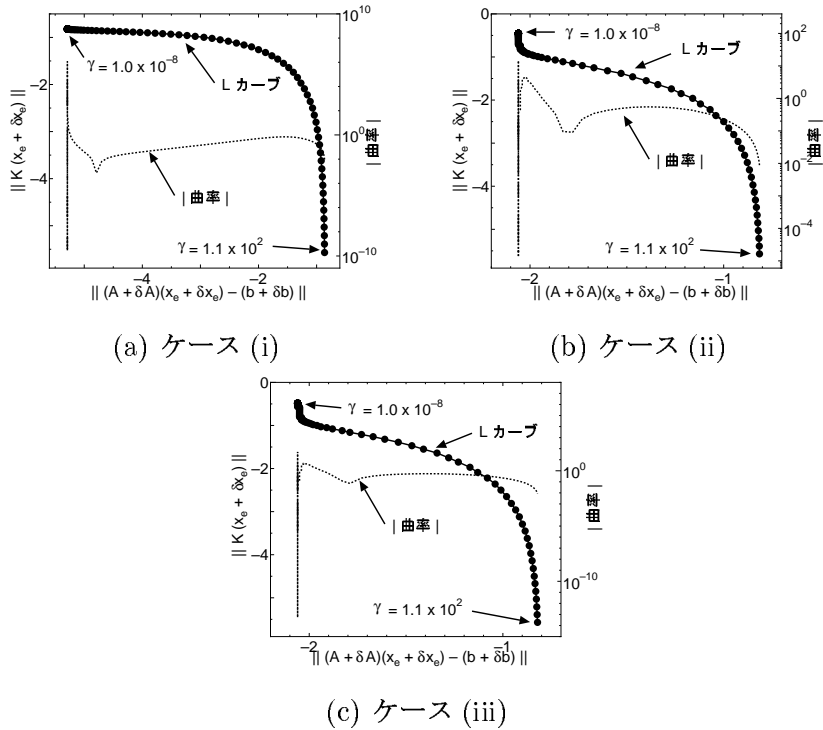 10^10
γ = 1.0 x 10^−8
−2
L カーブ
|| K (x_e + δx_e) ||
10^0
| 曲率 |
−4
| 曲率 |
γ = 1.1 x 10^2
10^−10
−4
−2
|| (A + δA)(x_e + δx_e) − (b + δb) ||
(a) ケース (i)
0
γ = 1.0 x 10^−8
10^2
−1
L カーブ
−2
10^0
|| K (x_e + δx_e) ||
−3
| 曲率 |
10^−2
| 曲率 |
−4
γ = 1.1 x 10^2
10^−4
−5
−2
−1
|| (A + δA)(x_e + δx_e) − (b + δb) ||
(b) ケース (ii)
0
γ = 1.0 x 10^−8
L カーブ
−2
10^0
|| K (x_e + δx_e) ||
| 曲率 |
| 曲率 |
−4
10^−10
γ = 1.1 x 10^2
−2
−1
|| (A + δA)(x_e + δx_e) − (b + δb) ||
(c) ケース (iii)